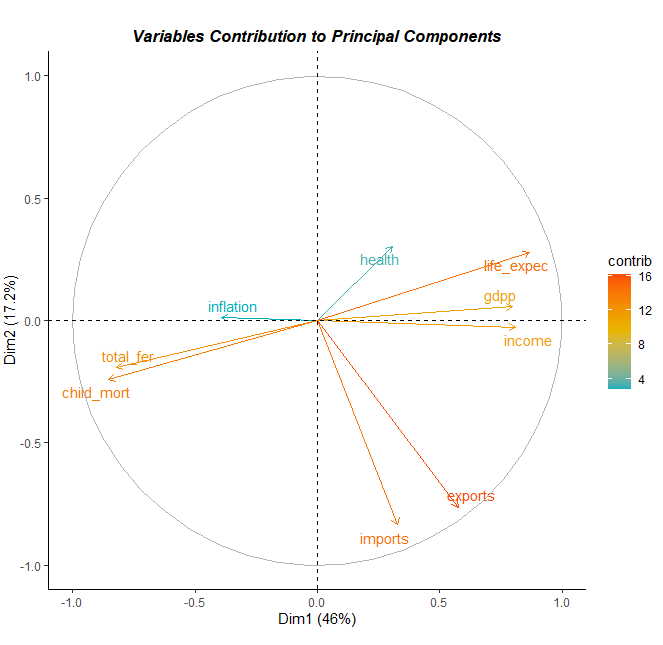 Variables Contribution to Principal Components
1.0
0.5
0.0
-0.5
-1.0
Dim2 (17.2%)
health
life_expec
inflation
gdpp
income
total_fer
child_mort
exports
imports
-1.0
-0.5
0.0
0.5
1.0
Dim1 (46%)
contrib
16
12
8
4